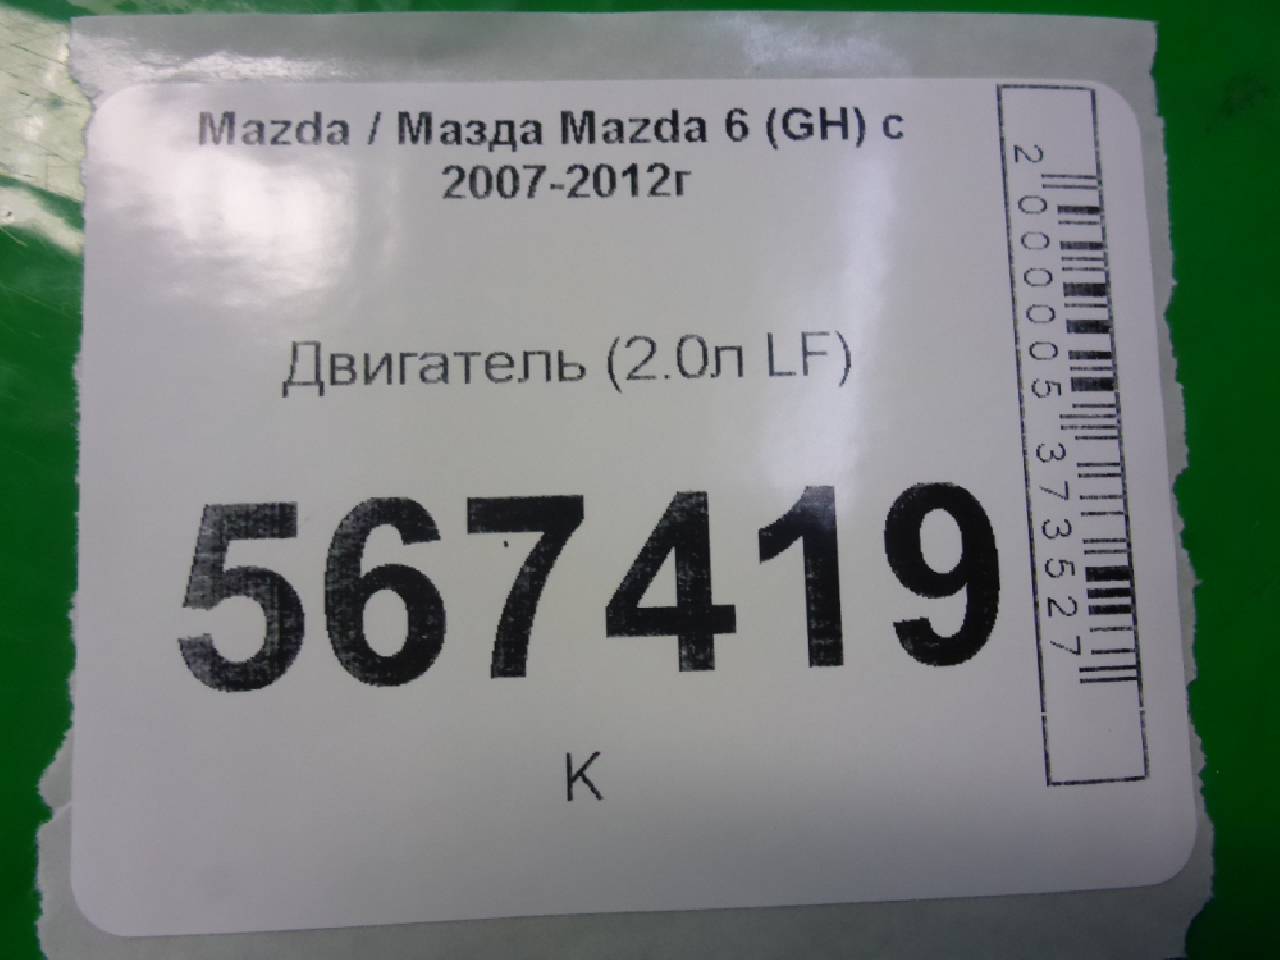 Mazda / Мазда Mazda 6 (GH) с
2007-2012г
Двигатель (2.0л LF)
567419
К
2000005373527